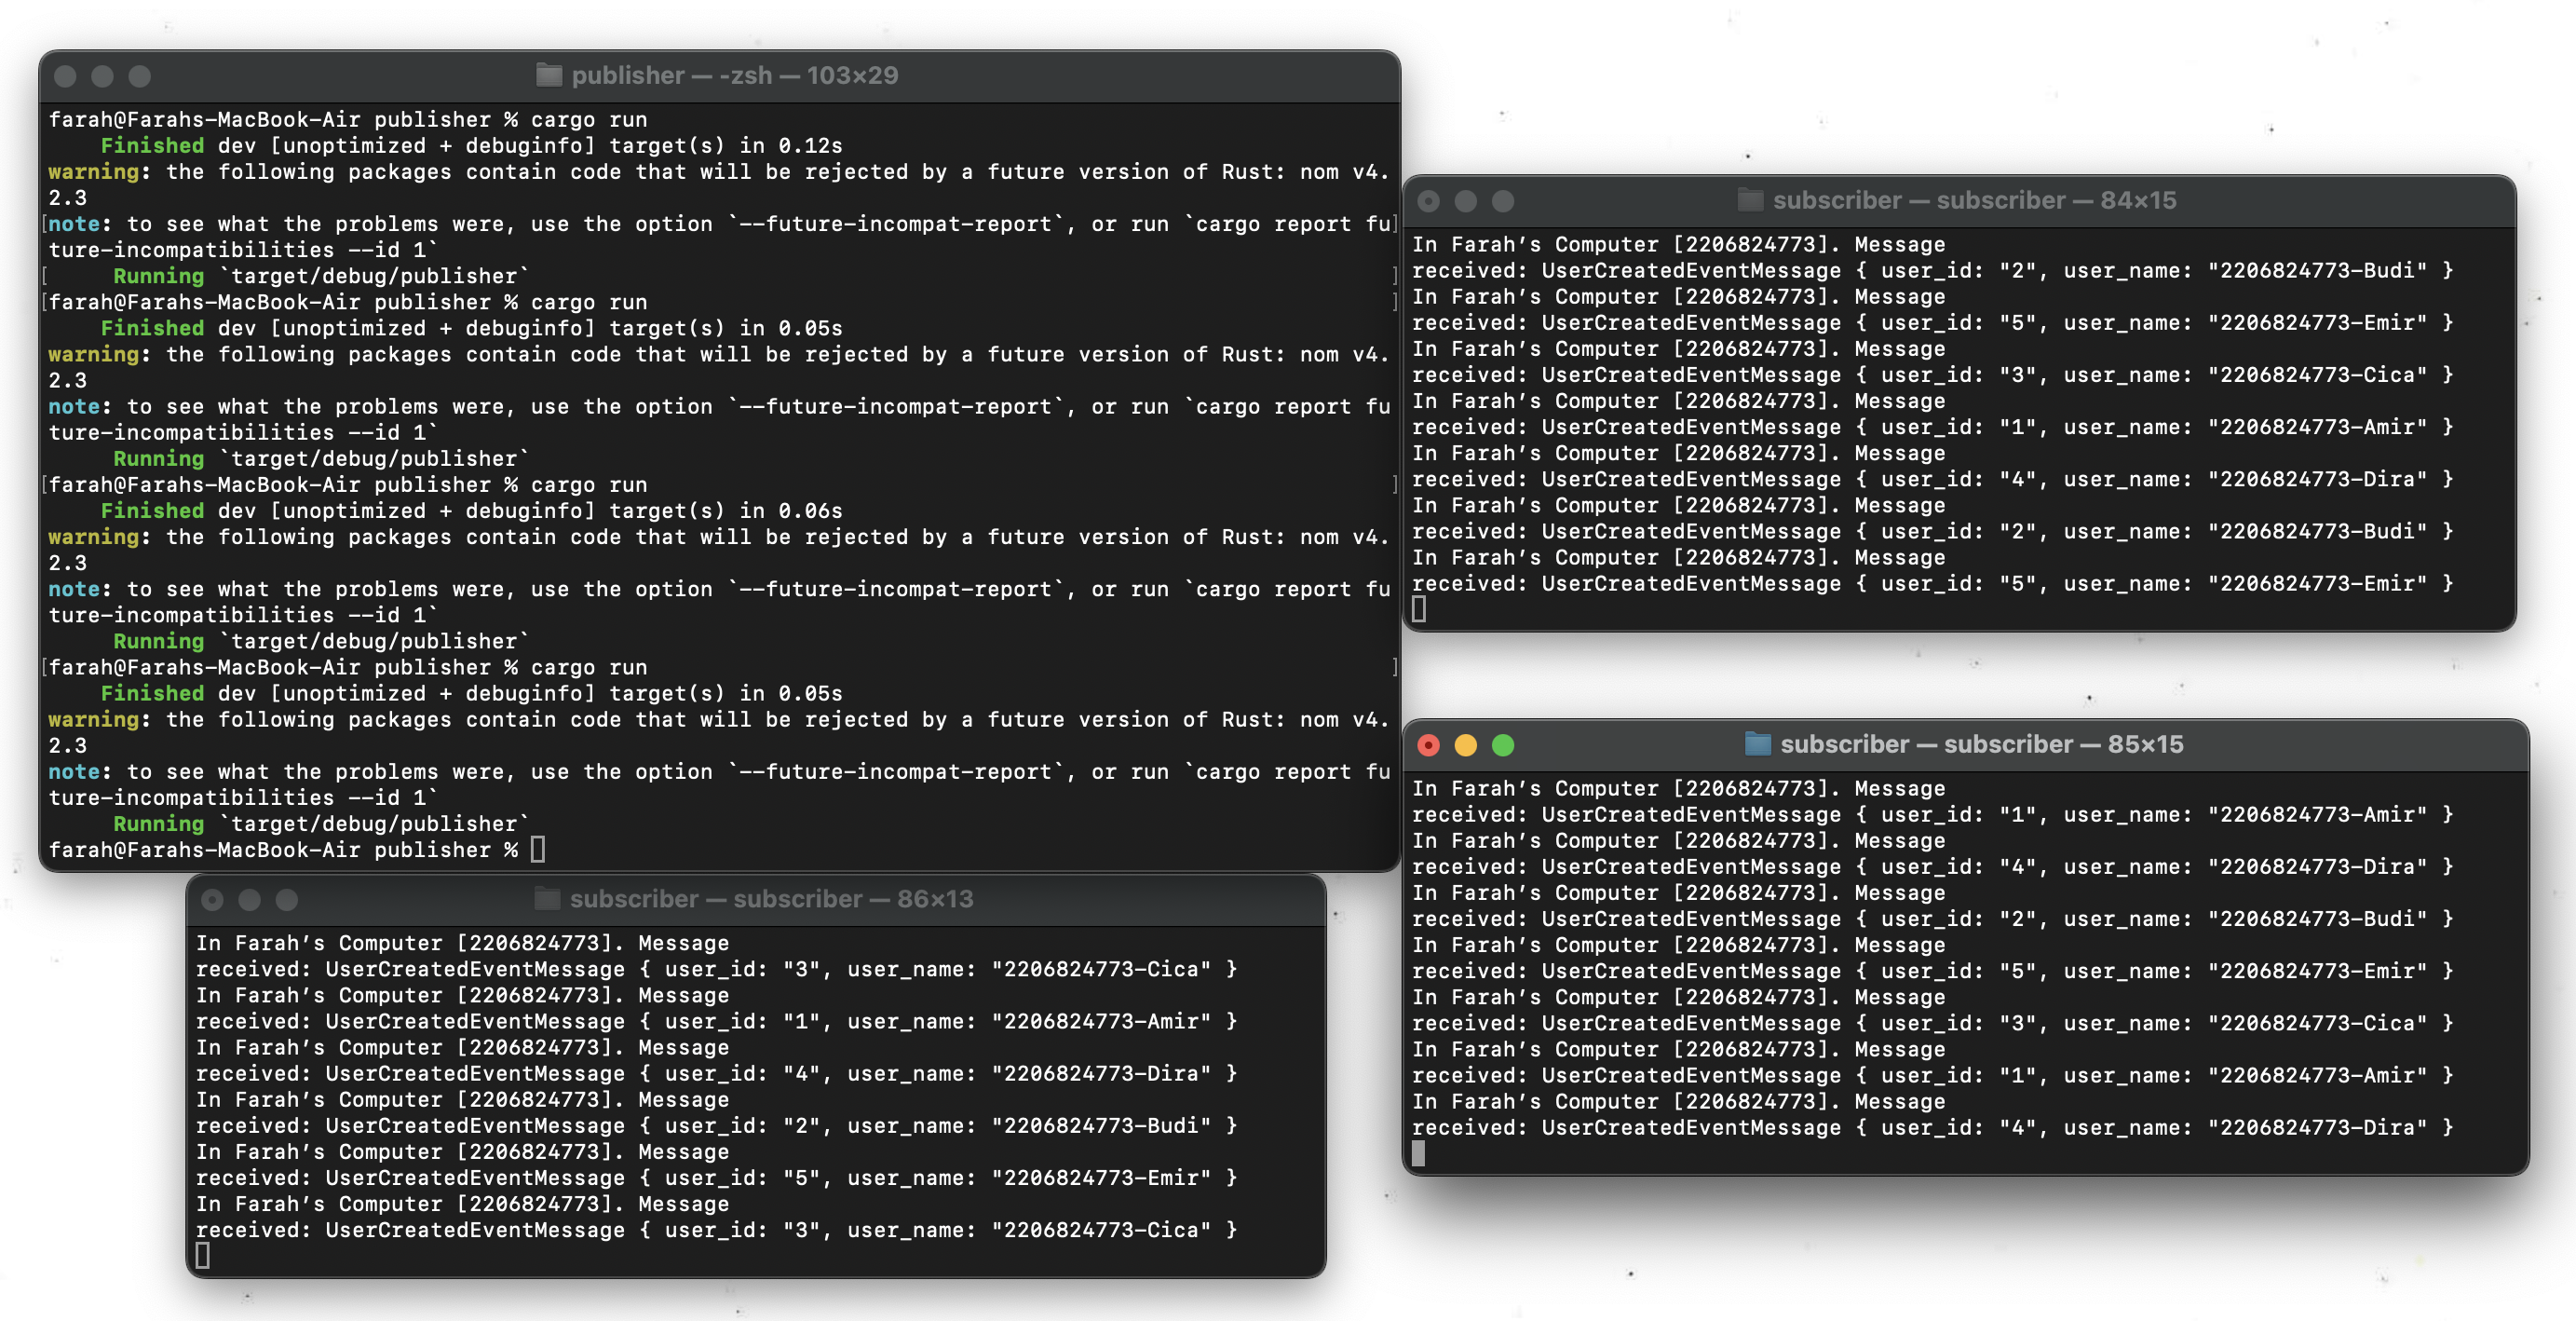 publisher — -zsh — 103×29
farah@Farahs-MacBook-Air publisher % cargo run
Finished dev [unoptimized + debuginfo] target(s) in 0.12s
warning: the following packages contain code that will be rejected by a future version of Rust: nom v4.
2.3
[note: to see what the problems were, use the option `--future-incompat-report`, or run `cargo report fu]
ture-incompatibilities --id 1`
[     Running `target/debug/publisher` ]
[farah@Farahs-MacBook-Air publisher % cargo run ]
Finished dev [unoptimized + debuginfo] target(s) in 0.05s
warning: the following packages contain code that will be rejected by a future version of Rust: nom v4.
2.3
note: to see what the problems were, use the option `--future-incompat-report`, or run `cargo report fu
ture-incompatibilities --id 1`
Running `target/debug/publisher`
[farah@Farahs-MacBook-Air publisher % cargo run ]
Finished dev [unoptimized + debuginfo] target(s) in 0.06s
warning: the following packages contain code that will be rejected by a future version of Rust: nom v4.
2.3
note: to see what the problems were, use the option `--future-incompat-report`, or run `cargo report fu
ture-incompatibilities --id 1`
Running `target/debug/publisher`
[farah@Farahs-MacBook-Air publisher % cargo run ]
Finished dev [unoptimized + debuginfo] target(s) in 0.05s
warning: the following packages contain code that will be rejected by a future version of Rust: nom v4.
2.3
note: to see what the problems were, use the option `--future-incompat-report`, or run `cargo report fu
ture-incompatibilities --id 1`
Running `target/debug/publisher`
farah@Farahs-MacBook-Air publisher %
subscriber — subscriber — 84×15
In Farah’s Computer [2206824773]. Message
received: UserCreatedEventMessage { user_id: "2", user_name: "2206824773-Budi" }
In Farah’s Computer [2206824773]. Message
received: UserCreatedEventMessage { user_id: "5", user_name: "2206824773-Emir" }
In Farah’s Computer [2206824773]. Message
received: UserCreatedEventMessage { user_id: "3", user_name: "2206824773-Cica" }
In Farah’s Computer [2206824773]. Message
received: UserCreatedEventMessage { user_id: "1", user_name: "2206824773-Amir" }
In Farah’s Computer [2206824773]. Message
received: UserCreatedEventMessage { user_id: "4", user_name: "2206824773-Dira" }
In Farah’s Computer [2206824773]. Message
received: UserCreatedEventMessage { user_id: "2", user_name: "2206824773-Budi" }
In Farah’s Computer [2206824773]. Message
received: UserCreatedEventMessage { user_id: "5", user_name: "2206824773-Emir" }
subscriber — subscriber — 86×13
In Farah’s Computer [2206824773]. Message
received: UserCreatedEventMessage { user_id: "3", user_name: "2206824773-Cica" }
In Farah’s Computer [2206824773]. Message
received: UserCreatedEventMessage { user_id: "1", user_name: "2206824773-Amir" }
In Farah’s Computer [2206824773]. Message
received: UserCreatedEventMessage { user_id: "4", user_name: "2206824773-Dira" }
In Farah’s Computer [2206824773]. Message
received: UserCreatedEventMessage { user_id: "2", user_name: "2206824773-Budi" }
In Farah’s Computer [2206824773]. Message
received: UserCreatedEventMessage { user_id: "5", user_name: "2206824773-Emir" }
In Farah’s Computer [2206824773]. Message
received: UserCreatedEventMessage { user_id: "3", user_name: "2206824773-Cica" }
subscriber — subscriber — 85×15
In Farah’s Computer [2206824773]. Message
received: UserCreatedEventMessage { user_id: "1", user_name: "2206824773-Amir" }
In Farah’s Computer [2206824773]. Message
received: UserCreatedEventMessage { user_id: "4", user_name: "2206824773-Dira" }
In Farah’s Computer [2206824773]. Message
received: UserCreatedEventMessage { user_id: "2", user_name: "2206824773-Budi" }
In Farah’s Computer [2206824773]. Message
received: UserCreatedEventMessage { user_id: "5", user_name: "2206824773-Emir" }
In Farah’s Computer [2206824773]. Message
received: UserCreatedEventMessage { user_id: "3", user_name: "2206824773-Cica" }
In Farah’s Computer [2206824773]. Message
received: UserCreatedEventMessage { user_id: "1", user_name: "2206824773-Amir" }
In Farah’s Computer [2206824773]. Message
received: UserCreatedEventMessage { user_id: "4", user_name: "2206824773-Dira" }